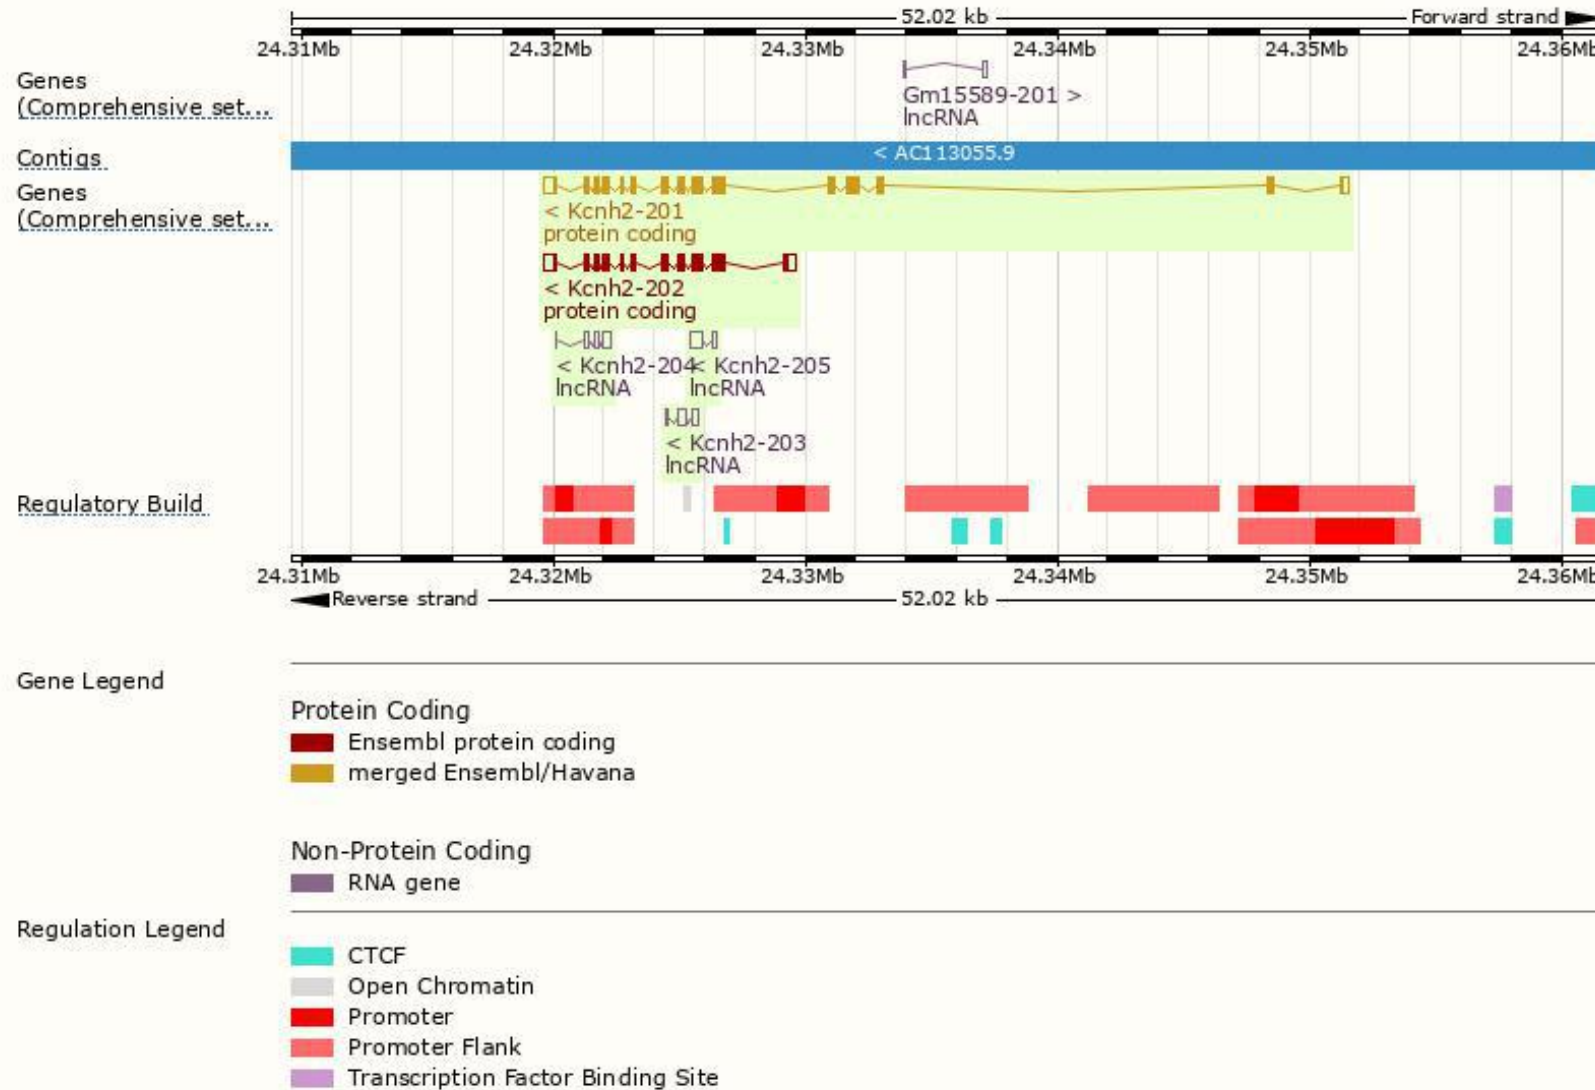 52.02 kb Forward strand
24.31Mb 24.32Mb 24.33Mb 24.34Mb 24.35Mb 24.36Mb
Genes
(Comprehensive set...
Gm15589-201 >
lncRNA
Contigs
< AC113055.9
Genes
(Comprehensive set...
< Kcnh2-201
protein coding
< Kcnh2-202
protein coding
< Kcnh2-204 < Kcnh2-205
lncRNA lncRNA
< Kcnh2-203
lncRNA
Regulatory Build
24.31Mb 24.32Mb 24.33Mb 24.34Mb 24.35Mb 24.36Mb
Reverse strand 52.02 kb
Gene Legend
Protein Coding
Ensembl protein coding
merged Ensembl/Havana
Non-Protein Coding
RNA gene
Regulation Legend
CTCF
Open Chromatin
Promoter
Promoter Flank
Transcription Factor Binding Site